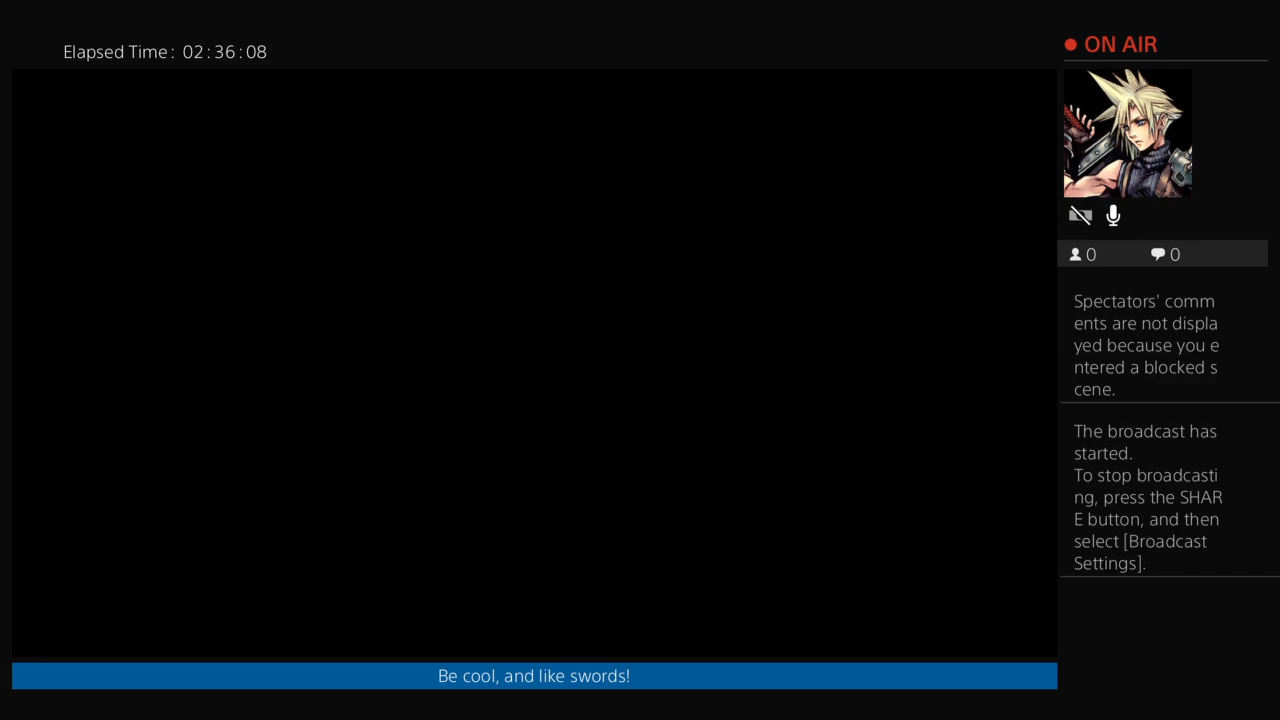 Elapsed Time: 02:36:08
ON AIR
0 0
Spectators' comm
ents are not displa
yed because you e
ntered a blocked s
cene.
The broadcast has
started.
To stop broadcasti
ng, press the SHAR
E button, and then
select [Broadcast
Settings].
Be cool, and like swords!